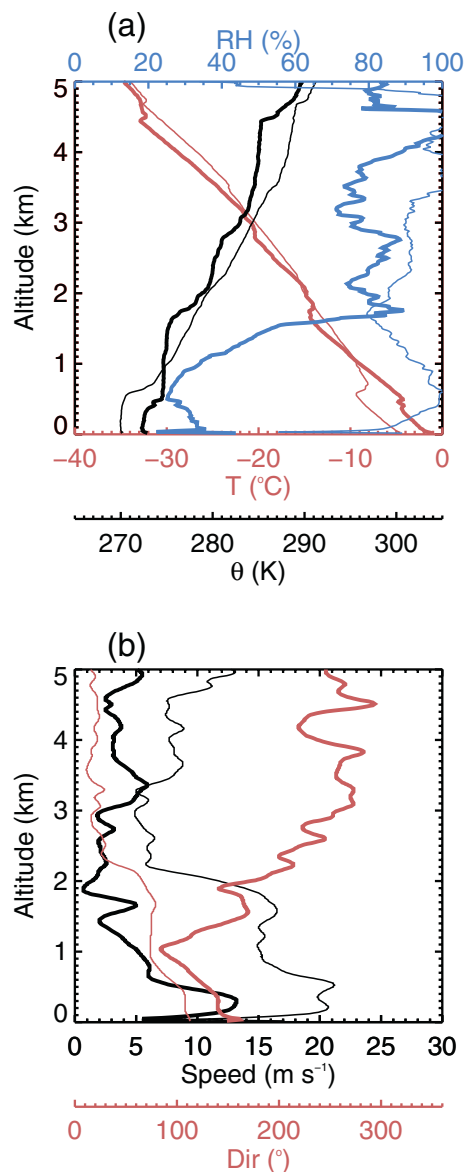 (a)
RH (%)
0 20 40 60 80 100
5
4
3
2
1
0
Altitude (km)
−40 −30 −20 −10 0
T (°C)
270 280 290 300
θ (K)
(b)
5
4
3
2
1
0
Altitude (km)
0 5 10 15 20 25 30
Speed (m s⁻¹)
0 100 200 300
Dir (°)